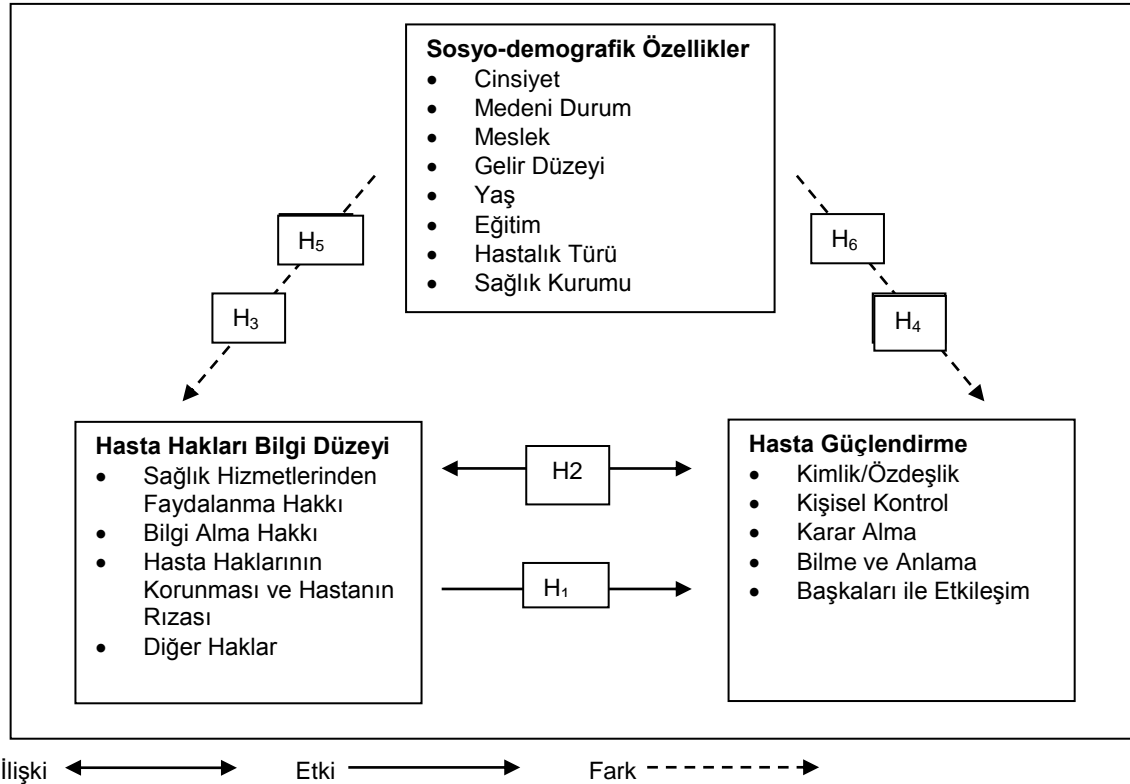 Sosyo-demografik Özellikler
• Cinsiyet
• Medeni Durum
• Meslek
• Gelir Düzeyi
• Yaş
• Eğitim
• Hastalık Türü
• Sağlık Kurumu
H₅
H₆
H₃
H₄
Hasta Hakları Bilgi Düzeyi
• Sağlık Hizmetlerinden
Faydalanma Hakkı
• Bilgi Alma Hakkı
• Hasta Haklarının
Korunması ve Hastanın
Rızası
• Diğer Haklar
H2
H₁
Hasta Güçlendirme
• Kimlik/Özdeşlik
• Kişisel Kontrol
• Karar Alma
• Bilme ve Anlama
• Başkaları ile Etkileşim
İlişki Etki Fark